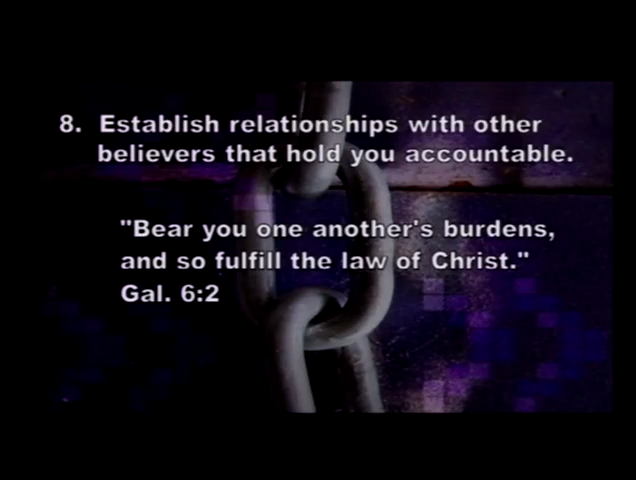 8. Establish relationships with other
believers that hold you accountable.
"Bear you one another's burdens,
and so fulfill the law of Christ."
Gal. 6:2